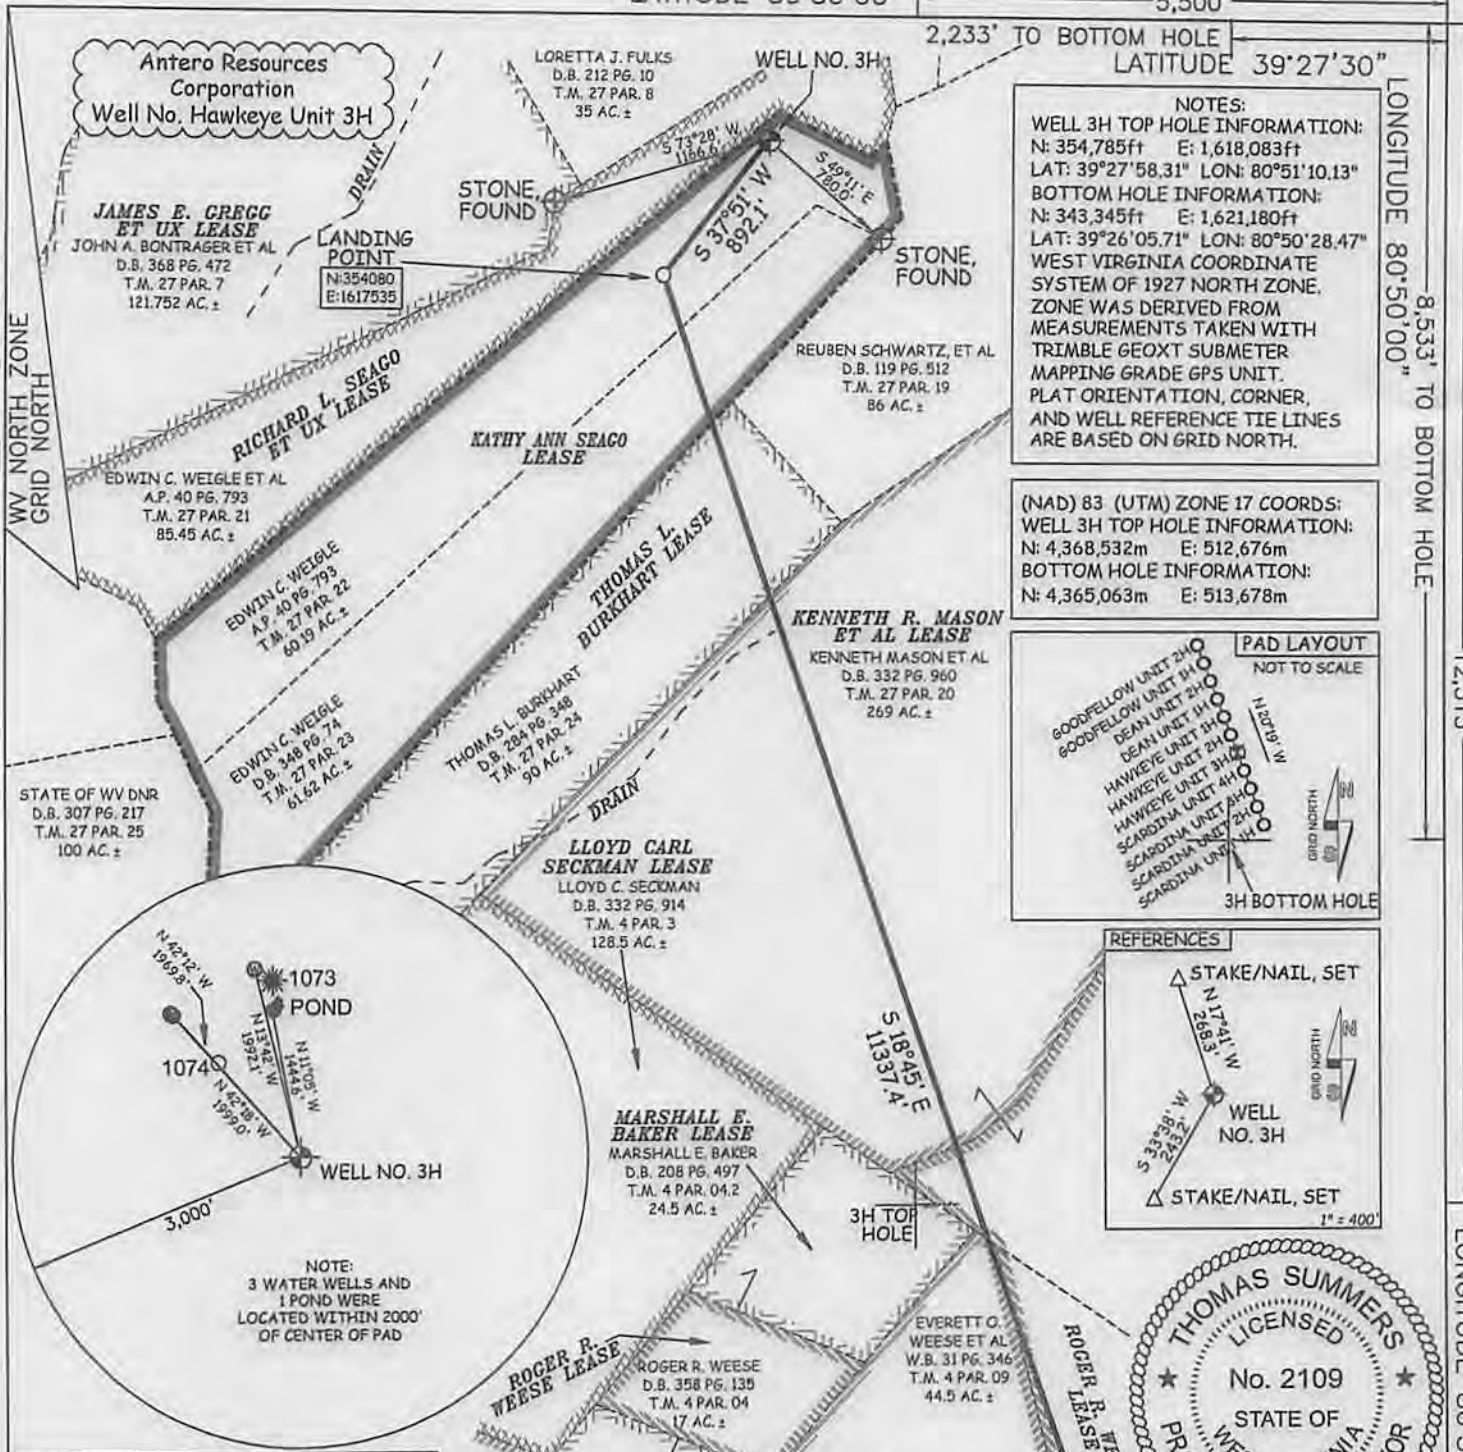 5,500
2,233' TO BOTTOM HOLE
LATITUDE 39°27'30"
Antero Resources
Corporation
Well No. Hawkeye Unit 3H
LORETTA J. FULKS
D.B. 212 PG. 10
T.M. 27 PAR. 8
35 AC. ±
WELL NO. 3H
DRAIN
S 73°28' W
1166.6'
S 49°11' E
780.0'
S 37°51' W
892.1'
STONE,
FOUND
STONE,
FOUND
JAMES E. GREGG
ET UX LEASE
JOHN A. BONTRAGER ET AL
D.B. 368 PG. 472
T.M. 27 PAR. 7
121.752 AC. ±
LANDING
POINT
N:354080
E:1617535
NOTES:
WELL 3H TOP HOLE INFORMATION:
N: 354,785ft E: 1,618,083ft
LAT: 39°27'58.31" LON: 80°51'10.13"
BOTTOM HOLE INFORMATION:
N: 343,345ft E: 1,621,180ft
LAT: 39°26'05.71" LON: 80°50'28.47"
WEST VIRGINIA COORDINATE
SYSTEM OF 1927 NORTH ZONE.
ZONE WAS DERIVED FROM
MEASUREMENTS TAKEN WITH
TRIMBLE GEOXT SUBMETER
MAPPING GRADE GPS UNIT.
PLAT ORIENTATION, CORNER,
AND WELL REFERENCE TIE LINES
ARE BASED ON GRID NORTH.
LONGITUDE 80°50'00"
8,533' TO BOTTOM HOLE
WV NORTH ZONE
GRID NORTH
REUBEN SCHWARTZ, ET AL
D.B. 119 PG. 512
T.M. 27 PAR. 19
86 AC. ±
RICHARD L. SEAGO
ET UX LEASE
KATHY ANN SEAGO
LEASE
EDWIN C. WEIGLE ET AL
A.P. 40 PG. 793
T.M. 27 PAR. 21
85.45 AC. ±
(NAD) 83 (UTM) ZONE 17 COORDS:
WELL 3H TOP HOLE INFORMATION:
N: 4,368,532m E: 512,676m
BOTTOM HOLE INFORMATION:
N: 4,365,063m E: 513,678m
EDWIN C. WEIGLE
A.P. 40 PG. 793
T.M. 27 PAR. 22
60.19 AC. ±
THOMAS L.
BURKHART LEASE
KENNETH R. MASON
ET AL LEASE
KENNETH MASON ET AL
D.B. 332 PG. 960
T.M. 27 PAR. 20
269 AC. ±
PAD LAYOUT
NOT TO SCALE
GOODFELLOW UNIT 2H
GOODFELLOW UNIT 1H
DEAN UNIT 2H
DEAN UNIT 1H
HAWKEYE UNIT 1H
HAWKEYE UNIT 2H
HAWKEYE UNIT 3H
SCARDINA UNIT 4H
SCARDINA UNIT 3H
SCARDINA UNIT 2H
SCARDINA UNIT 1H
N 20°19' W
GRID NORTH
N
3H BOTTOM HOLE
EDWIN C. WEIGLE
D.B. 348 PG. 74
T.M. 27 PAR. 23
61.62 AC. ±
THOMAS L. BURKHART
D.B. 284 PG. 348
T.M. 27 PAR. 24
90 AC. ±
DRAIN
STATE OF WV DNR
D.B. 307 PG. 217
T.M. 27 PAR. 25
100 AC. ±
LLOYD CARL
SECKMAN LEASE
LLOYD C. SECKMAN
D.B. 332 PG. 914
T.M. 4 PAR. 3
128.5 AC. ±
REFERENCES
STAKE/NAIL, SET
N 17°41' W
268.3'
GRID NORTH
N
WELL
NO. 3H
S 33°38' W
243.2'
STAKE/NAIL, SET
1" = 400'
N 42°12' W
1969.8'
1073
POND
N 13°42' W
1992.1'
N 11°05' W
1444.6'
1074
N 42°18' W
1999.0'
WELL NO. 3H
3,000'
NOTE:
3 WATER WELLS AND
1 POND WERE
LOCATED WITHIN 2000'
OF CENTER OF PAD
S 18°45' E
11337.4'
MARSHALL E.
BAKER LEASE
MARSHALL E. BAKER
D.B. 208 PG. 497
T.M. 4 PAR. 04.2
24.5 AC. ±
3H TOP
HOLE
EVERETT O.
WEESE ET AL
W.B. 31 PG. 346
T.M. 4 PAR. 09
44.5 AC. ±
ROGER R.
WEESE LEASE
ROGER R. WEESE
D.B. 358 PG. 135
T.M. 4 PAR. 04
17 AC. ±
ROGER R.
LEASE
THOMAS SUMMERS
LICENSED
No. 2109
STATE OF